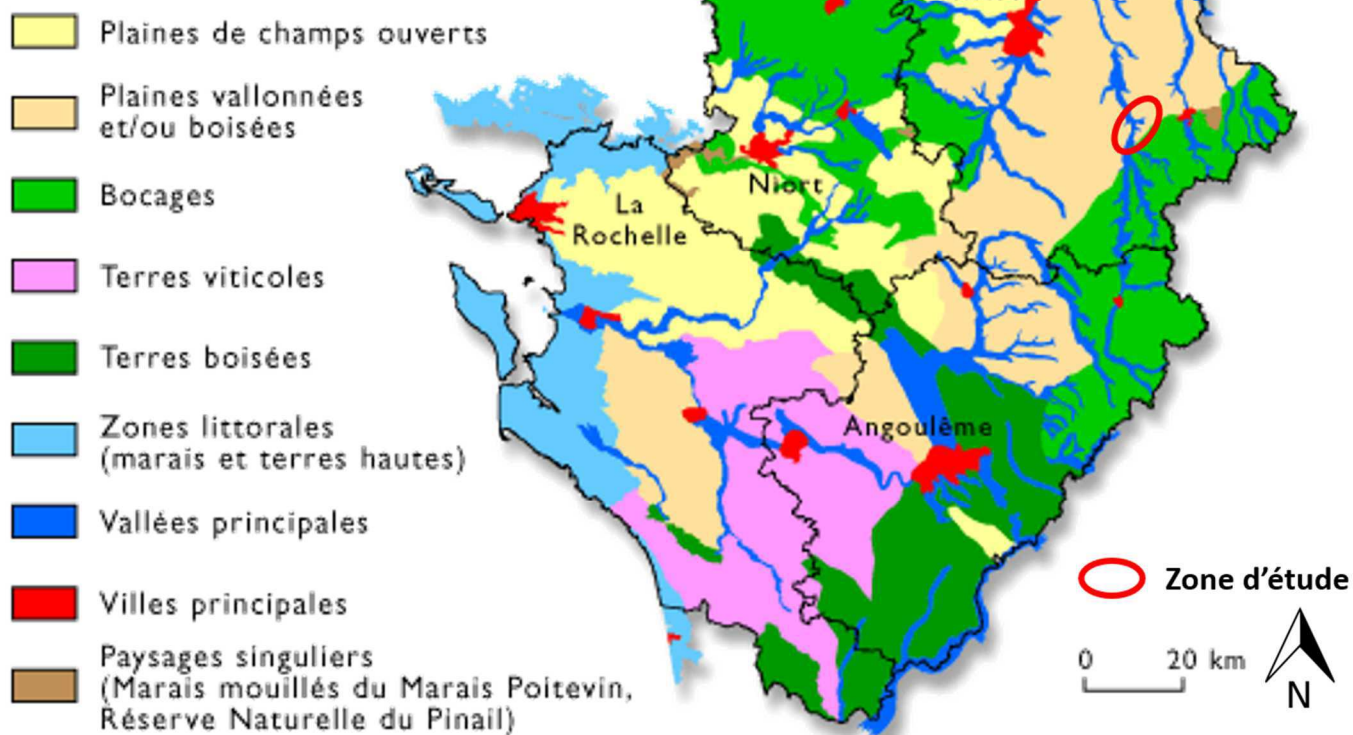 Plaines de champs ouverts
Plaines vallonnées
et/ou boisées
Bocages
Terres viticoles
Terres boisées
Zones littorales
(marais et terres hautes)
Vallées principales
Villes principales
Paysages singuliers
(Marais mouillés du Marais Poitevin,
Réserve Naturelle du Pinail)
Niort
La
Rochelle
Angoulême
Zone d'étude
0 20 km
N